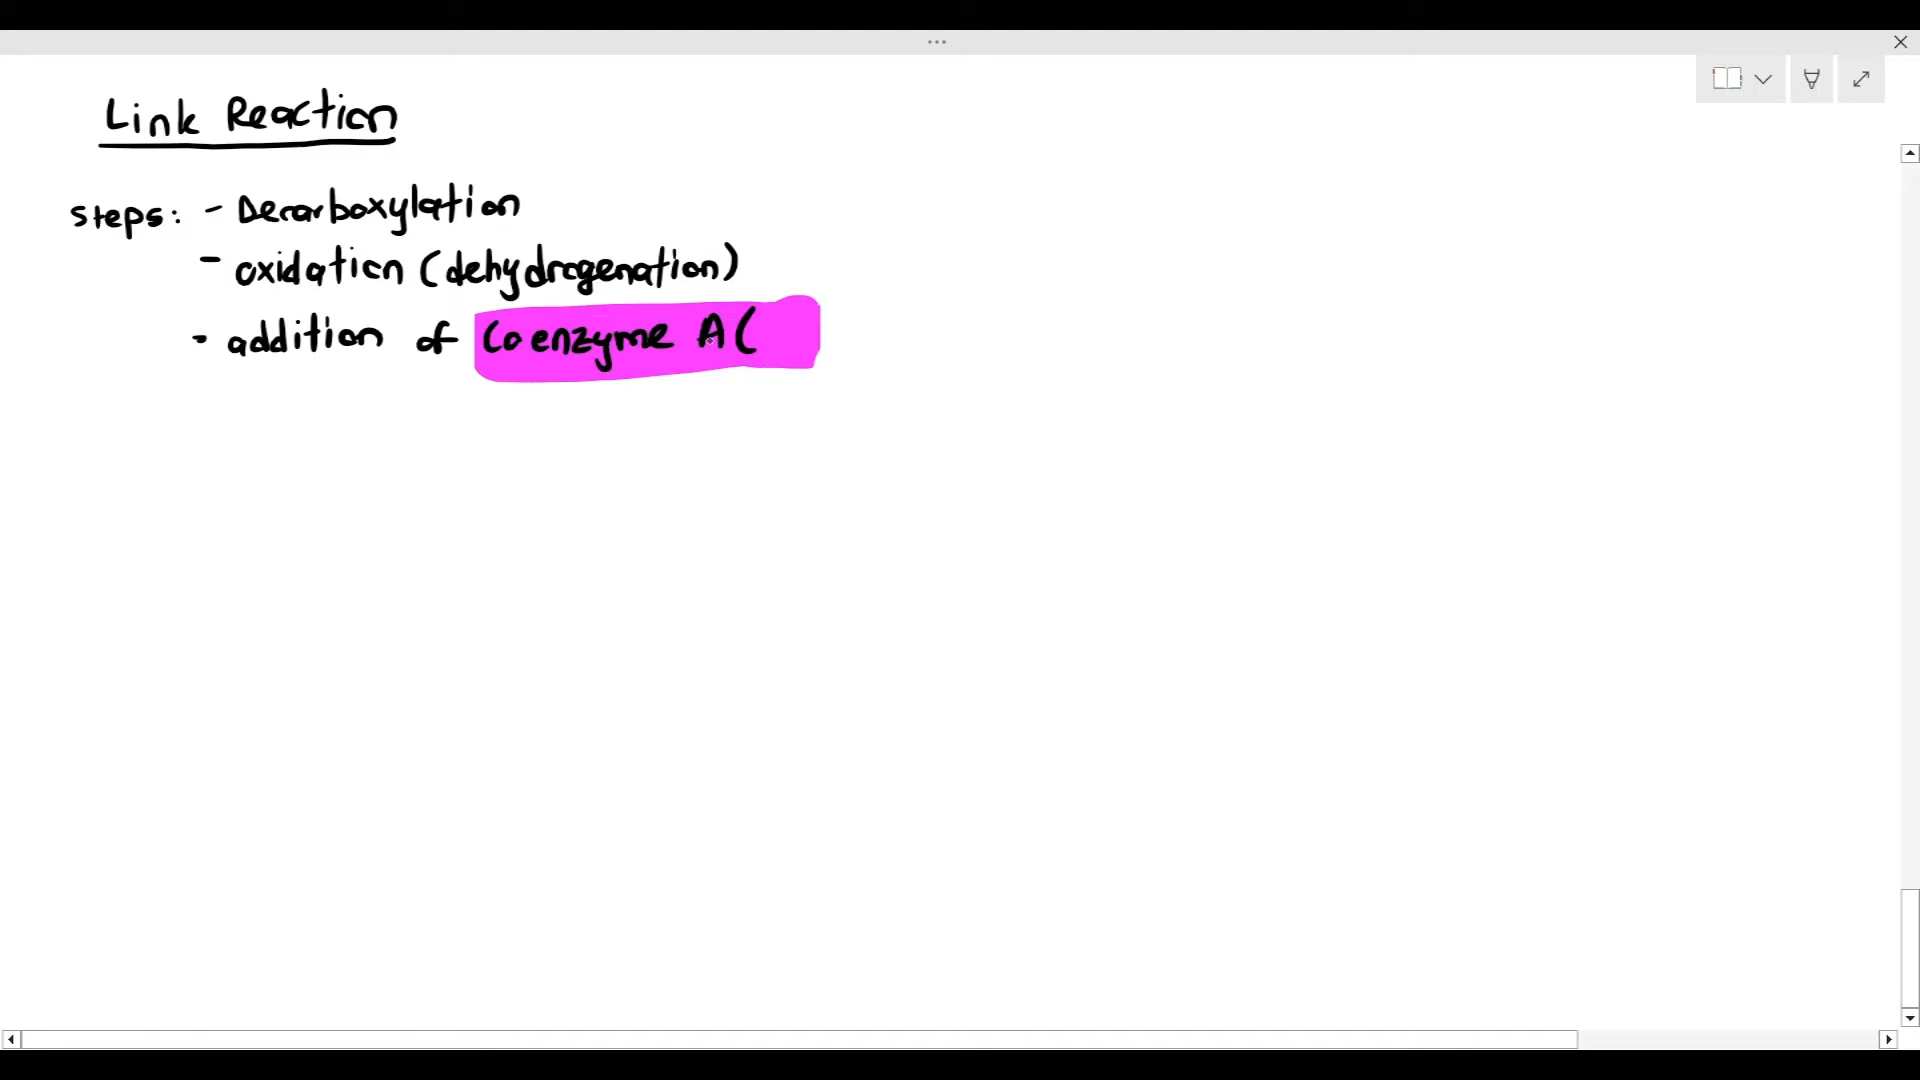 Link Reaction
steps: - Decarboxylation
- oxidation (dehydrogenation)
- addition of Coenzyme A (